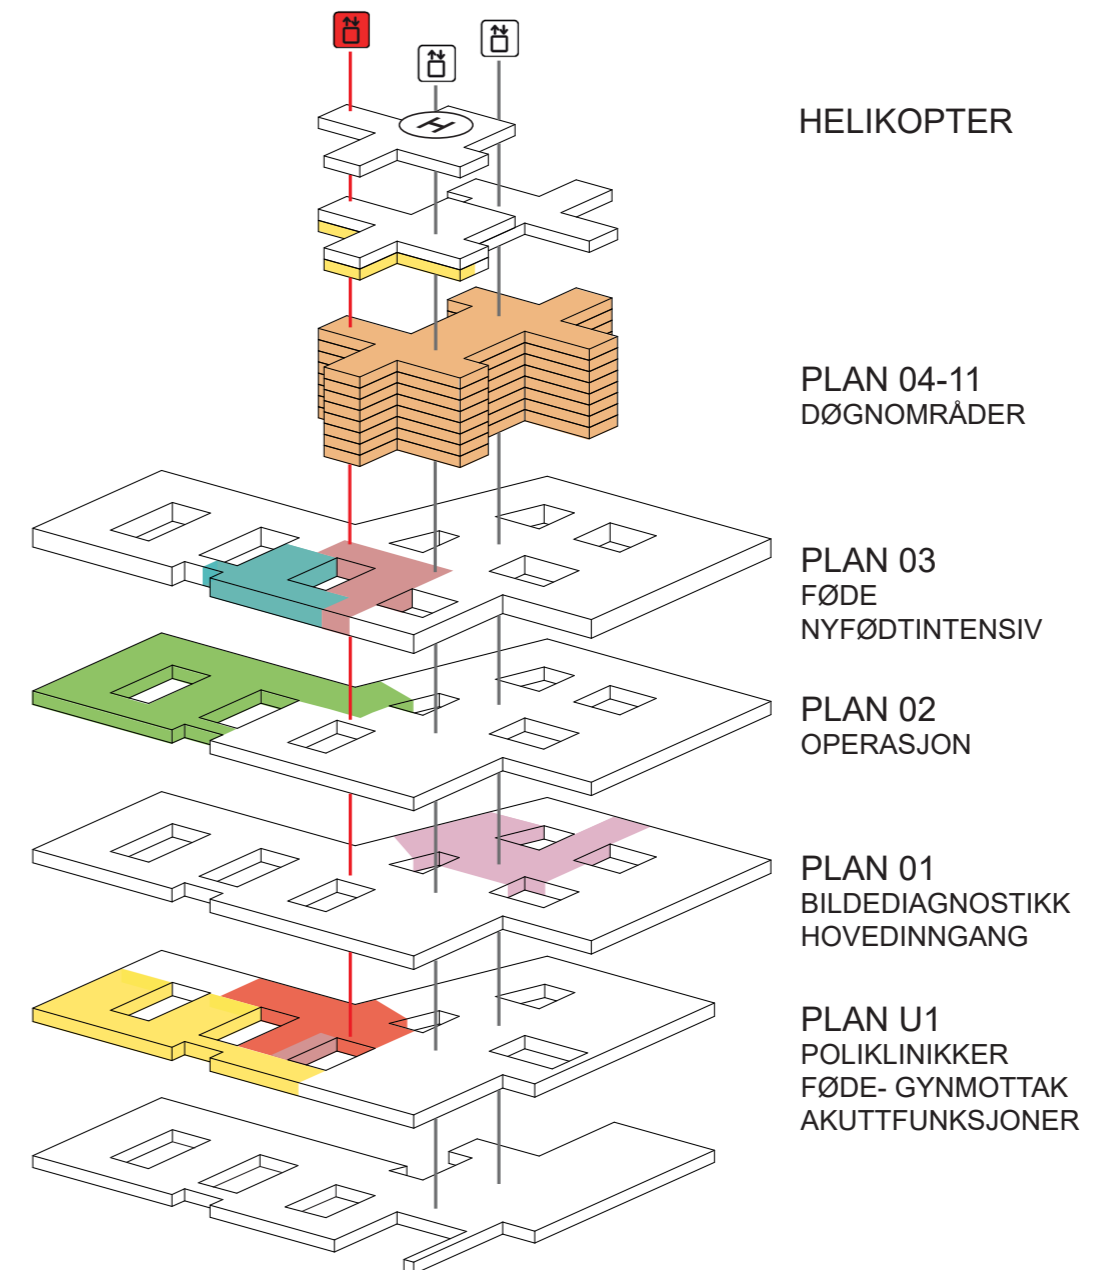 H
HELIKOPTER
PLAN 04-11
DØGNOMRÅDER
PLAN 03
FØDE
NYFØDTINTENSIV
PLAN 02
OPERASJON
PLAN 01
BILDEDIAGNOSTIKK
HOVEDINNGANG
PLAN U1
POLIKLINIKKER
FØDE- GYNMOTTAK
AKUTTFUNKSJONER